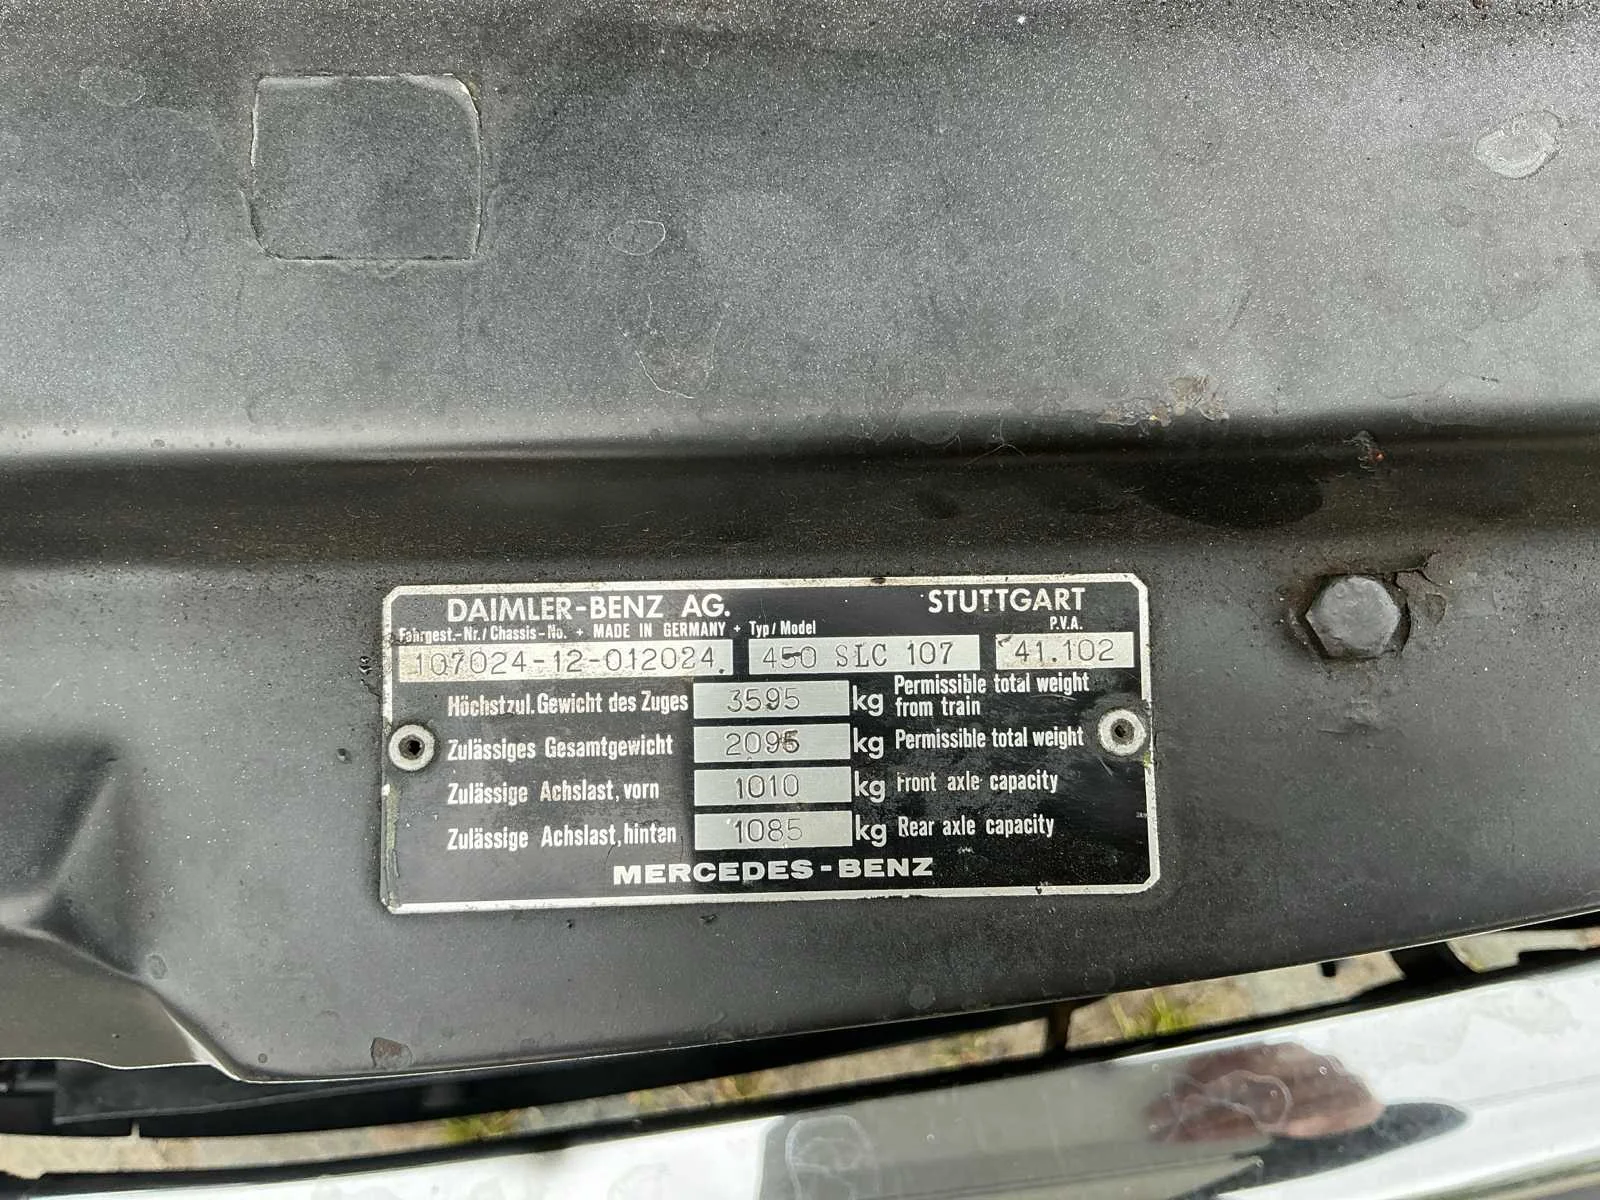 DAIMLER-BENZ AG. STUTTGART
Fahrgest.-Nr./Chassis-No. + MADE IN GERMANY + Typ/Model P.V.A.
107024-12-012024. 450 SLC 107 41.102
Höchstzul. Gewicht des Zuges 3595 kg Permissible total weight from train
Zulässiges Gesamtgewicht 2095 kg Permissible total weight
Zulässige Achslast, vorn 1010 kg Front axle capacity
Zulässige Achslast, hinten 1085 kg Rear axle capacity
MERCEDES-BENZ